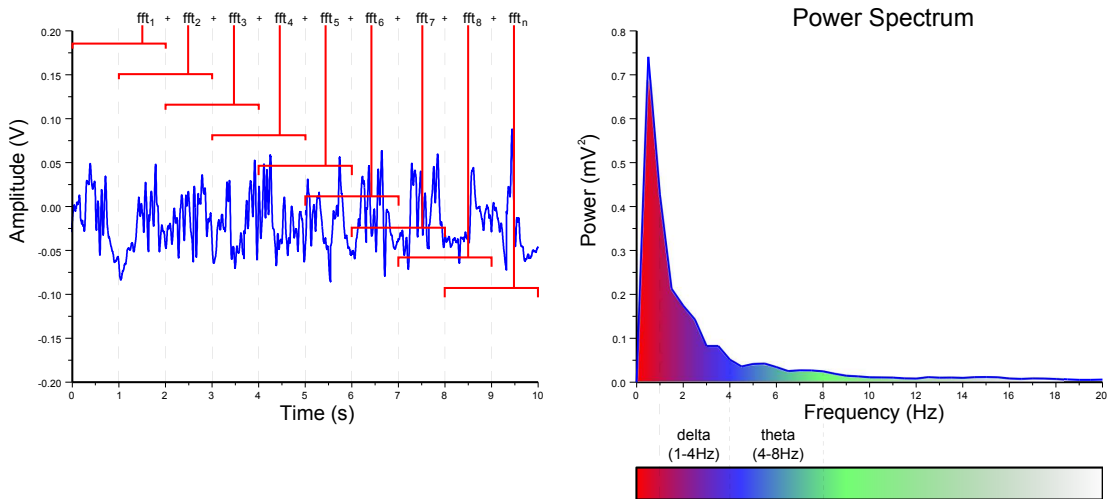 fft1 + fft2 + fft3 + fft4 + fft5 + fft6 + fft7 + fft8 + fftn
0.20
0.15
0.10
0.05
0.00
-0.05
-0.10
-0.15
-0.20
Amplitude (V)
0 1 2 3 4 5 6 7 8 9 10
Time (s)
Power Spectrum
0.8
0.7
0.6
0.5
0.4
0.3
0.2
0.1
0.0
Power (mV²)
0 2 4 6 8 10 12 14 16 18 20
Frequency (Hz)
delta theta
(1-4Hz) (4-8Hz)